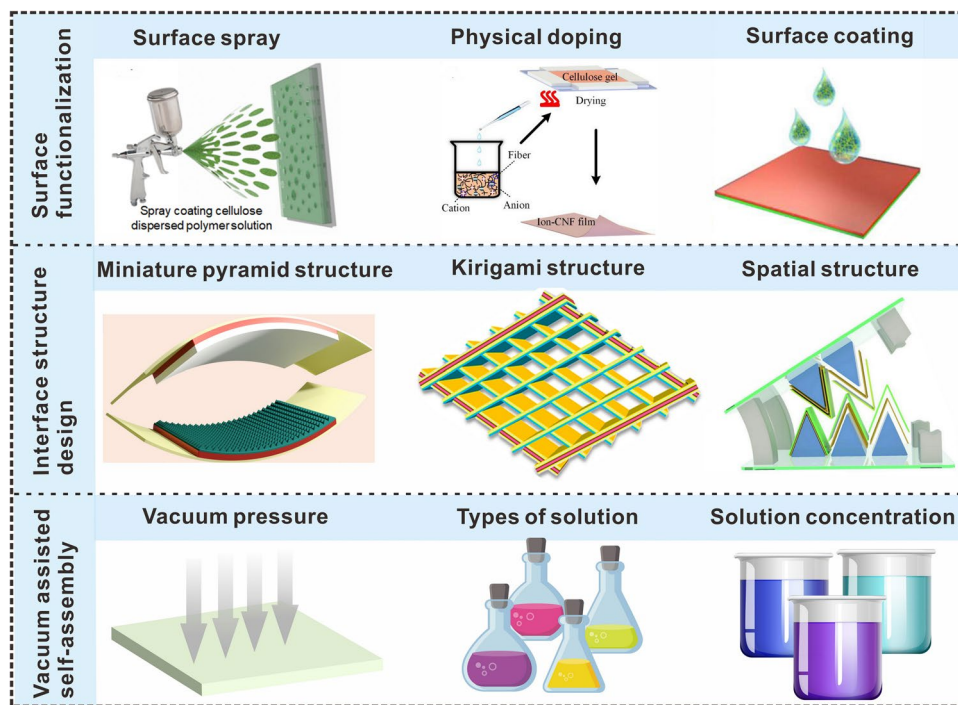 Surface
functionalization
Surface spray
Physical doping
Surface coating
Spray coating cellulose
dispersed polymer solution
Cellulose gel
Drying
Fiber
Cation
Anion
Ion-CNF film
Interface structure
design
Miniature pyramid structure
Kirigami structure
Spatial structure
Vacuum assisted
self-assembly
Vacuum pressure
Types of solution
Solution concentration